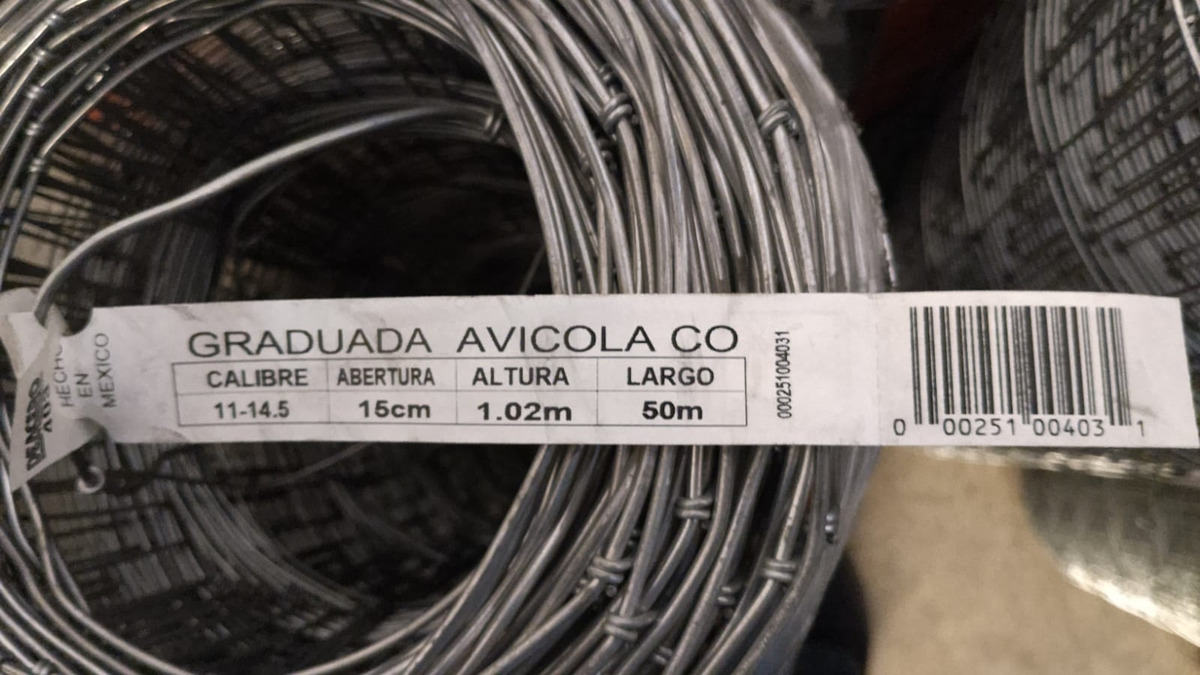 HECHO
EN
MEXICO
GRADUADA AVICOLA CO
CALIBRE ABERTURA ALTURA LARGO
11-14.5 15cm 1.02m 50m
000251004031
0 00251 00403 1